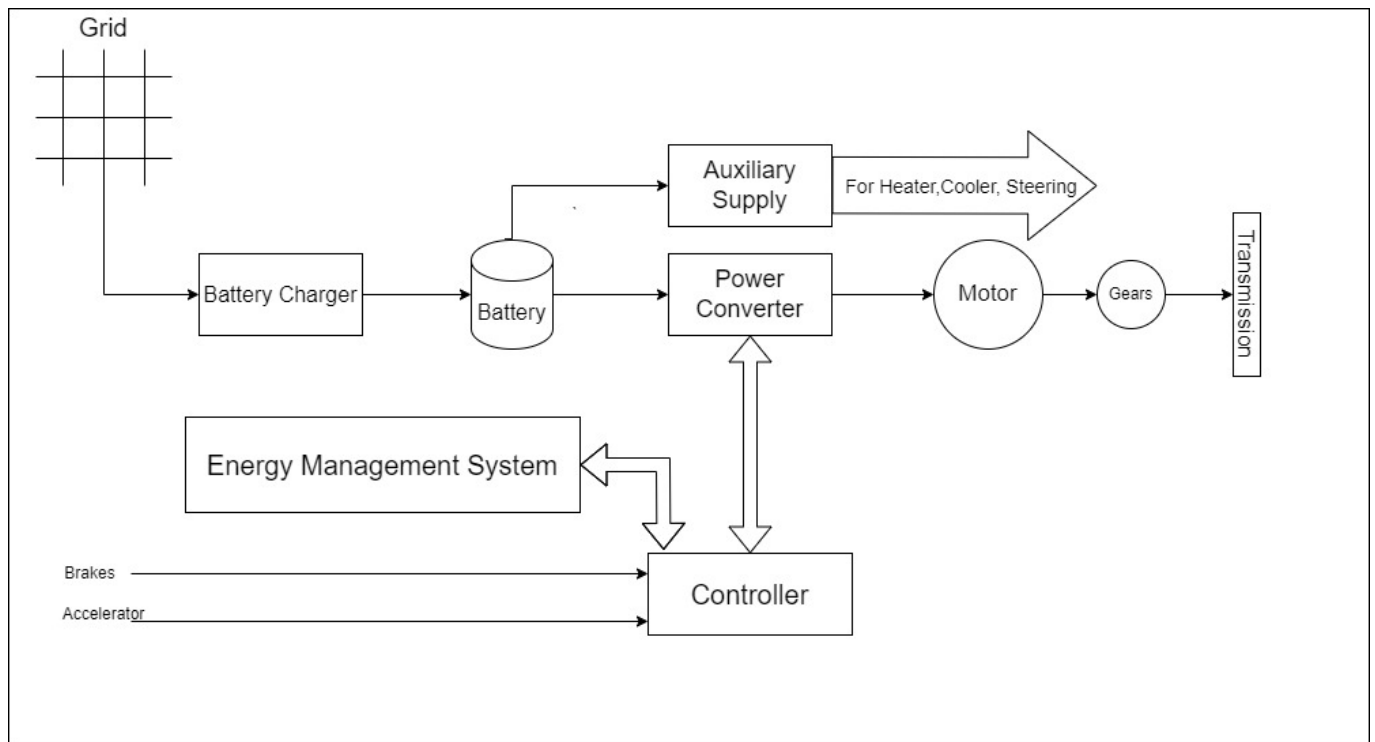 Grid
Auxiliary
Supply
For Heater,Cooler, Steering
Battery Charger
Battery
Power
Converter
Motor
Gears
Transmission
Energy Management System
Brakes
Accelerator
Controller